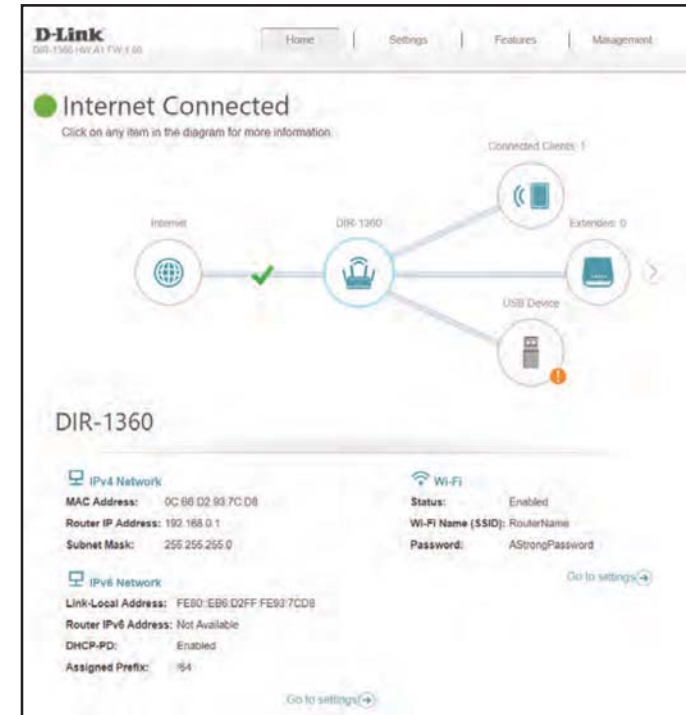 D-Link
DIR-1360 HW:A1 FW:1.00
Home | Settings | Features | Management
Internet Connected
Click on any item in the diagram for more information.
Connected Clients: 1
Internet
DIR-1360
Extenders: 0
USB Device
DIR-1360
IPv4 Network
MAC Address: 0C:B6:D2:93:7C:D8
Router IP Address: 192.168.0.1
Subnet Mask: 255.255.255.0
IPv6 Network
Link-Local Address: FE80::EB6:D2FF:FE93:7CD8
Router IPv6 Address: Not Available
DHCP-PD: Enabled
Assigned Prefix: /64
Go to settings
Wi-Fi
Status: Enabled
Wi-Fi Name (SSID): RouterName
Password: AStrongPassword
Go to settings